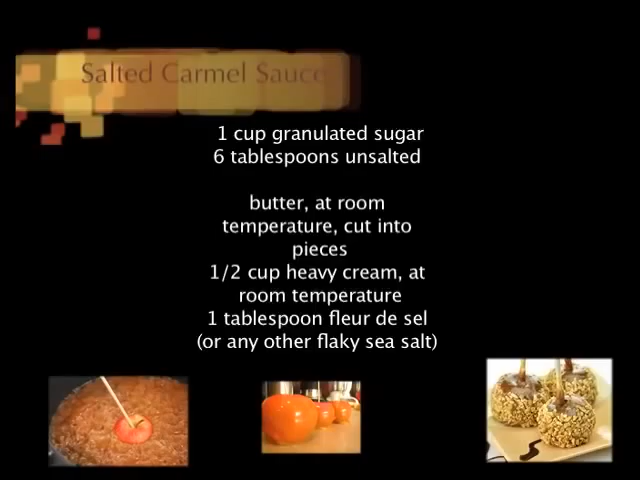 Salted Carmel Sauce
1 cup granulated sugar
6 tablespoons unsalted
butter, at room
temperature, cut into
pieces
1/2 cup heavy cream, at
room temperature
1 tablespoon fleur de sel
(or any other flaky sea salt)